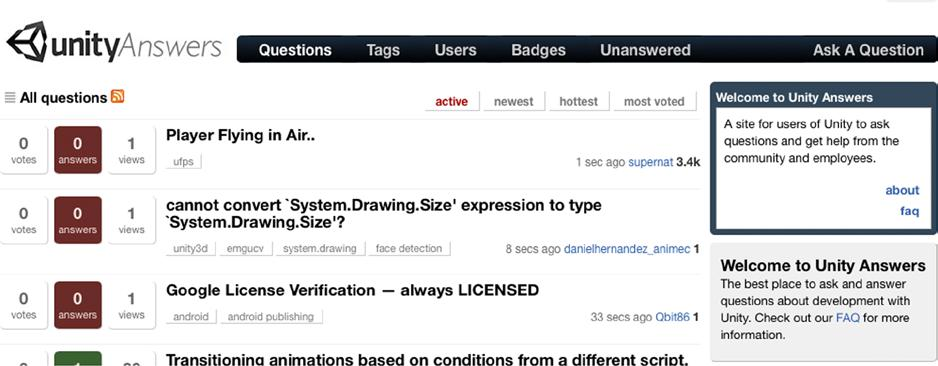 unityAnswers
Questions Tags Users Badges Unanswered Ask A Question
All questions
active newest hottest most voted
0 votes 0 answers 1 views
Player Flying in Air..
ufps
1 sec ago supernat 3.4k
0 votes 0 answers 1 views
cannot convert `System.Drawing.Size' expression to type
`System.Drawing.Size'?
unity3d emgucv system.drawing face detection
8 secs ago danielhernandez_animec 1
0 votes 0 answers 1 views
Google License Verification — always LICENSED
android android publishing
33 secs ago Qbit86 1
Transitioning animations based on conditions from a different script.
Welcome to Unity Answers
A site for users of Unity to ask
questions and get help from the
community and employees.
about
faq
Welcome to Unity Answers
The best place to ask and answer
questions about development with
Unity. Check out our FAQ for more
information.